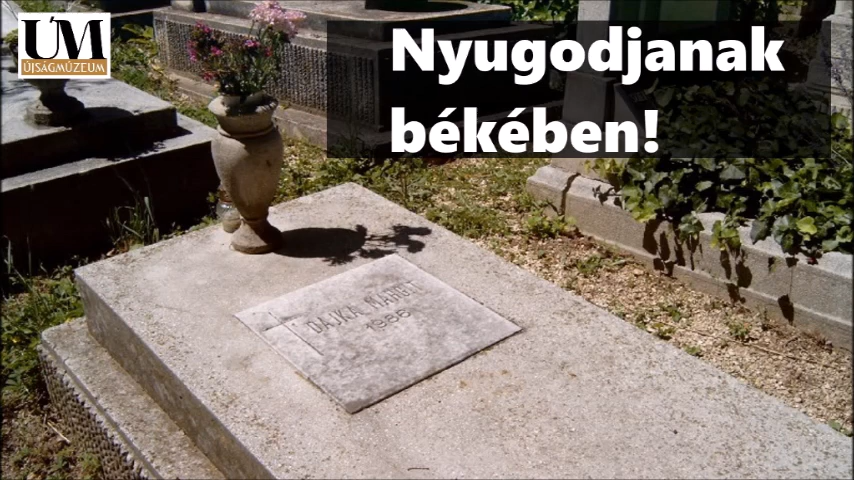 ÚM
ÚJSÁGMÚZEUM
Nyugodjanak
békében!
DAJKA MARGIT
1986